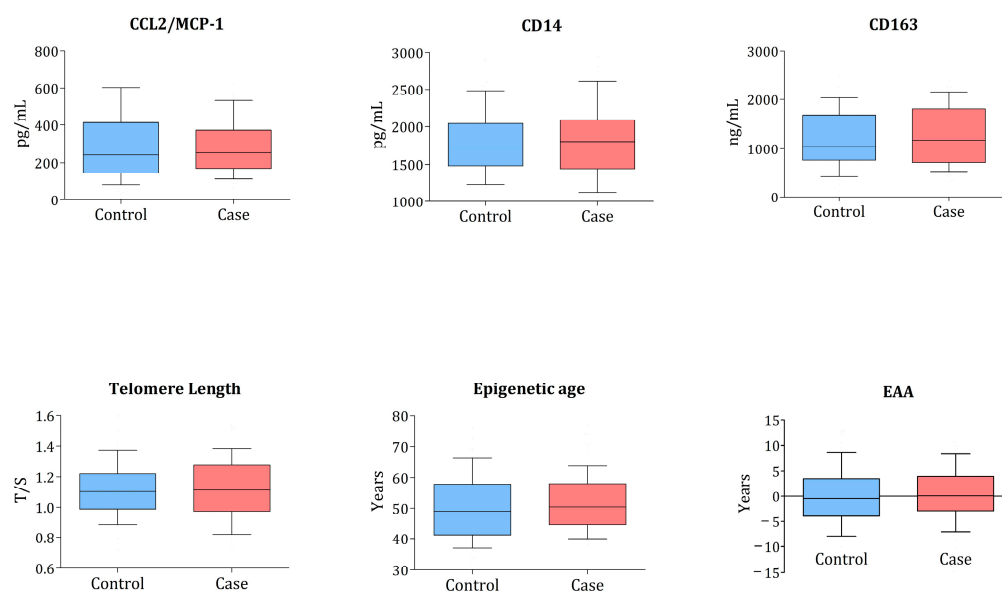 CCL2/MCP-1
800
600
400
200
0
pg/mL
Control
Case
CD14
3000
2500
2000
1500
1000
pg/mL
Control
Case
CD163
3000
2000
1000
0
ng/mL
Control
Case
Telomere Length
1.6
1.4
1.2
1.0
0.8
0.6
T/S
Control
Case
Epigenetic age
80
70
60
50
40
30
Years
Control
Case
EAA
15
10
5
0
−5
−10
−15
Years
Control
Case